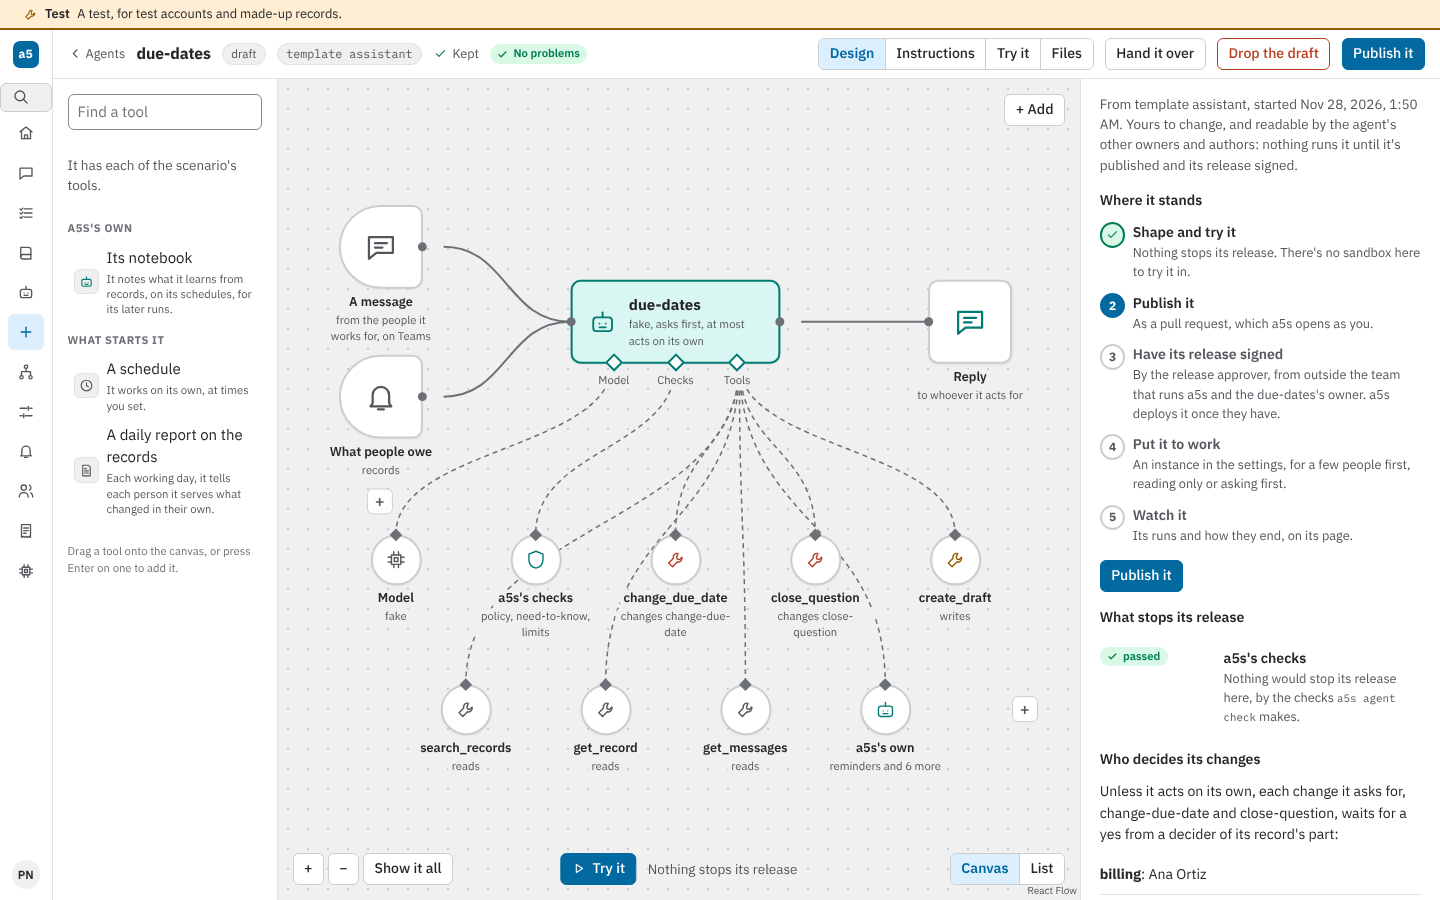 Test A test, for test accounts and made-up records.
a5
Agents
due-dates
draft
template assistant
Kept
No problems
Design
Instructions
Try it
Files
Hand it over
Drop the draft
Publish it
Find a tool
It has each of the scenario's
tools.
A5S'S OWN
Its notebook
It notes what it learns from
records, on its schedules, for
its later runs.
WHAT STARTS IT
A schedule
It works on its own, at times
you set.
A daily report on the
records
Each working day, it tells
each person it serves what
changed in their own.
Drag a tool onto the canvas, or press
Enter on one to add it.
PN
+ Add
A message
from the people it
works for, on Teams
What people owe
records
due-dates
fake, asks first, at most
acts on its own
Model
Checks
Tools
Reply
to whoever it acts for
+
Model
fake
a5s's checks
policy, need-to-know,
limits
change_due_date
changes change-due-
date
close_question
changes close-
question
create_draft
writes
search_records
reads
get_record
reads
get_messages
reads
a5s's own
reminders and 6 more
+
+
−
Show it all
Try it
Nothing stops its release
Canvas
List
React Flow
From template assistant, started Nov 28, 2026, 1:50
AM. Yours to change, and readable by the agent's
other owners and authors: nothing runs it until it's
published and its release signed.
Where it stands
Shape and try it
Nothing stops its release. There's no sandbox here
to try it in.
2
Publish it
As a pull request, which a5s opens as you.
3
Have its release signed
By the release approver, from outside the team
that runs a5s and the due-dates's owner. a5s
deploys it once they have.
4
Put it to work
An instance in the settings, for a few people first,
reading only or asking first.
5
Watch it
Its runs and how they end, on its page.
Publish it
What stops its release
passed
a5s's checks
Nothing would stop its release
here, by the checks a5s agent
check makes.
Who decides its changes
Unless it acts on its own, each change it asks for,
change-due-date and close-question, waits for a
yes from a decider of its record's part:
billing: Ana Ortiz